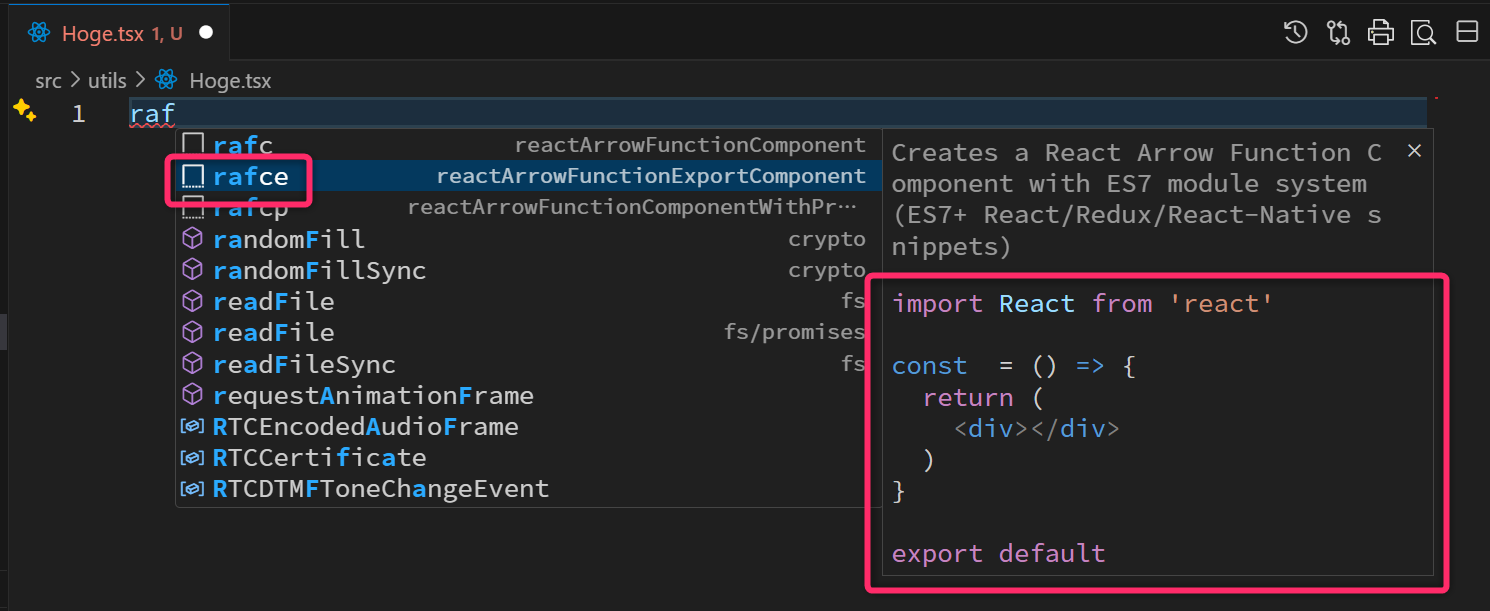 Hoge.tsx 1, U
src > utils > Hoge.tsx
1 raf
rafc reactArrowFunctionComponent
rafce reactArrowFunctionExportComponent
rafcp reactArrowFunctionComponentWithPr···
randomFill crypto
randomFillSync crypto
readFile fs
readFile fs/promises
readFileSync fs
requestAnimationFrame
RTCEncodedAudioFrame
RTCCertificate
RTCDTMFToneChangeEvent
Creates a React Arrow Function C
omponent with ES7 module system
(ES7+ React/Redux/React-Native s
nippets)
import React from 'react'
const  = () => {
return (
<div></div>
)
}
export default